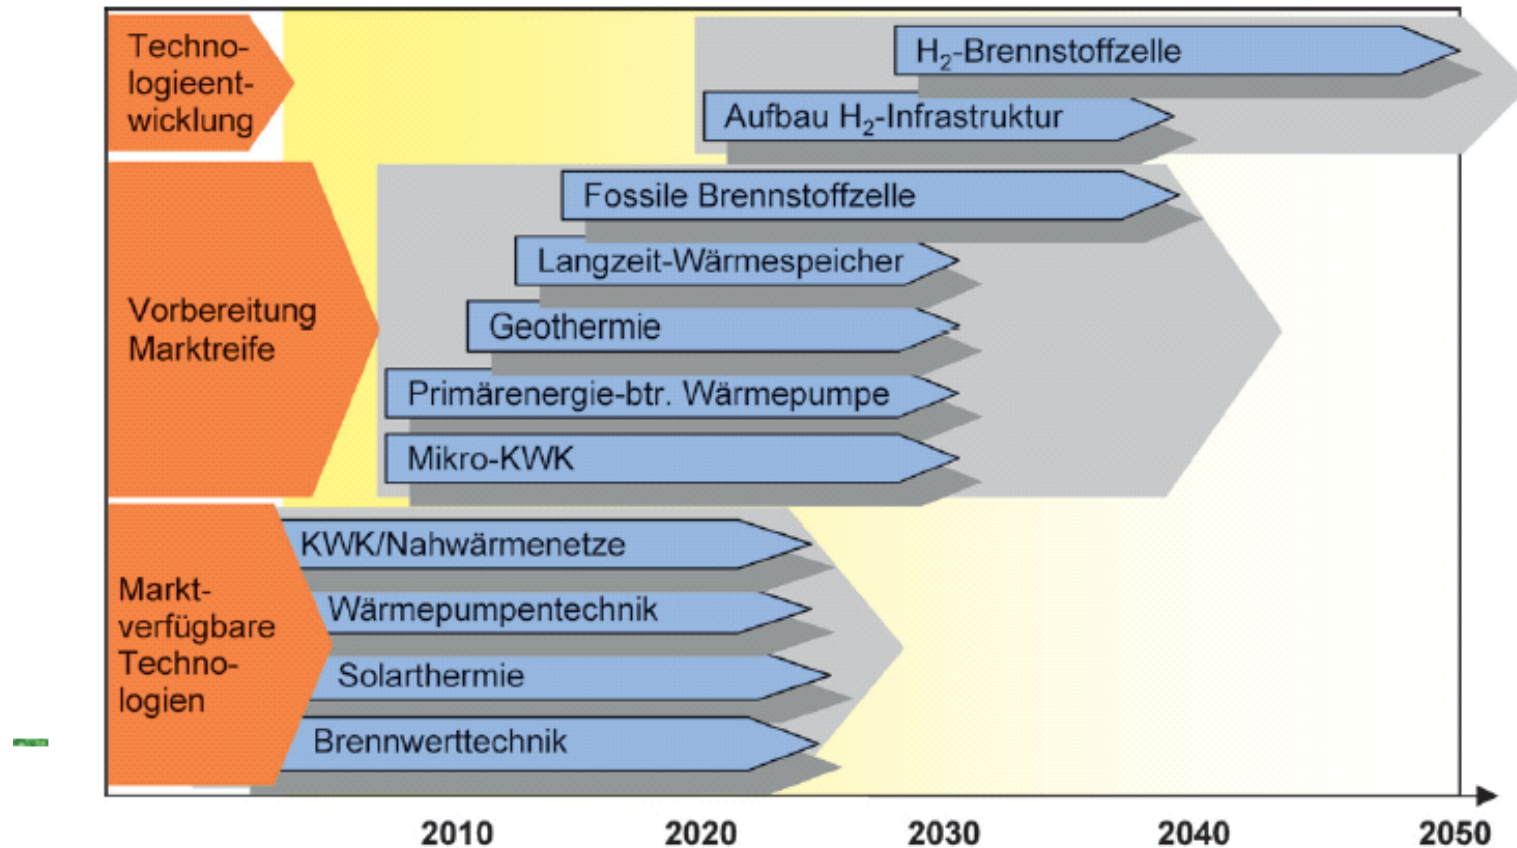 Techno-
logieent-
wicklung
H₂-Brennstoffzelle
Aufbau H₂-Infrastruktur
Vorbereitung
Marktreife
Fossile Brennstoffzelle
Langzeit-Wärmespeicher
Geothermie
Primärenergie-btr. Wärmepumpe
Mikro-KWK
Markt-
verfügbare
Techno-
logien
KWK/Nahwärmenetze
Wärmepumpentechnik
Solarthermie
Brennwerttechnik
2010 2020 2030 2040 2050